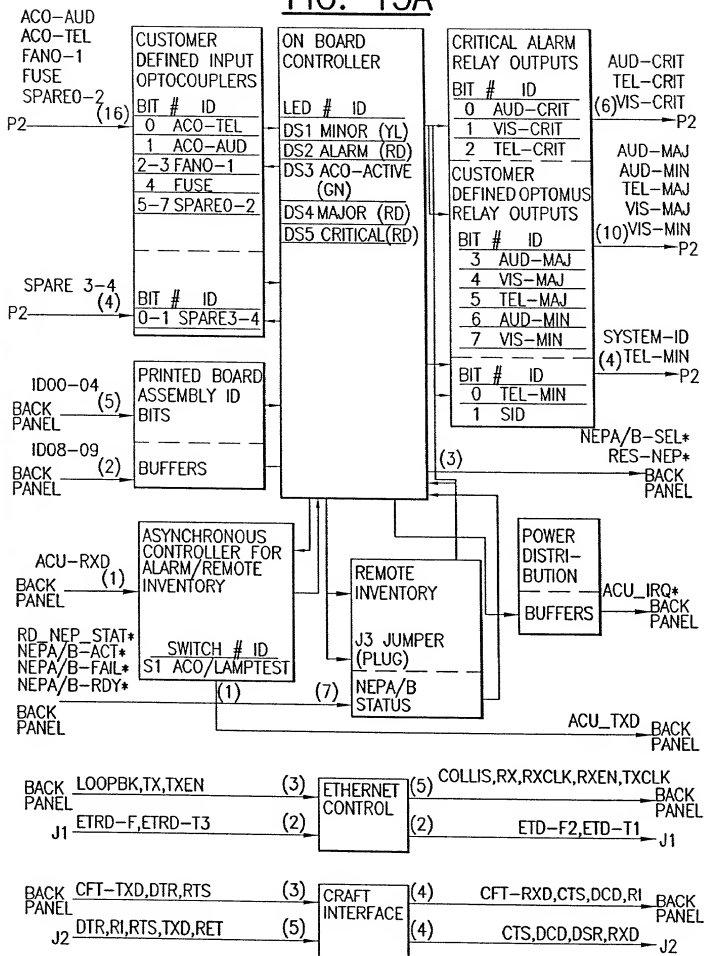 FIG. 15A
ACO-AUD
ACO-TEL
FANO-1
FUSE
SPARE0-2
(16)
P2
CUSTOMER
DEFINED INPUT
OPTOCOUPLERS
BIT # ID
0 ACO-TEL
1 ACO-AUD
2-3 FANO-1
4 FUSE
5-7 SPARE0-2
SPARE 3-4
(4)
P2
BIT # ID
0-1 SPARE3-4
ON BOARD
CONTROLLER
LED # ID
DS1 MINOR (YL)
DS2 ALARM (RD)
DS3 ACO-ACTIVE
(GN)
DS4 MAJOR (RD)
DS5 CRITICAL(RD)
CRITICAL ALARM
RELAY OUTPUTS
BIT # ID
0 AUD-CRIT
1 VIS-CRIT
2 TEL-CRIT
CUSTOMER
DEFINED OPTOMUS
RELAY OUTPUTS
BIT # ID
3 AUD-MAJ
4 VIS-MAJ
5 TEL-MAJ
6 AUD-MIN
7 VIS-MIN
BIT # ID
0 TEL-MIN
1 SID
AUD-CRIT
TEL-CRIT
(6) VIS-CRIT
P2
AUD-MAJ
AUD-MIN
TEL-MAJ
VIS-MAJ
(10) VIS-MIN
P2
SYSTEM-ID
(4) TEL-MIN
P2
ID00-04
(5)
BACK
PANEL
ID08-09
(2)
BACK
PANEL
PRINTED BOARD
ASSEMBLY ID
BITS
BUFFERS
NEPA/B-SEL*
RES-NEP*
(3)
BACK
PANEL
ACU-RXD
(1)
BACK
PANEL
ASYNCHRONOUS
CONTROLLER FOR
ALARM/REMOTE
INVENTORY
SWITCH # ID
S1 ACO/LAMPTEST
(1)
REMOTE
INVENTORY
J3 JUMPER
(PLUG)
NEPA/B
STATUS
POWER
DISTRI-
BUTION
BUFFERS
ACU_IRQ*
BACK
PANEL
RD_NEP_STAT*
NEPA/B-ACT*
NEPA/B-FAIL*
NEPA/B-RDY*
(7)
BACK
PANEL
ACU_TXD
BACK
PANEL
BACK
PANEL
LOOPBK,TX,TXEN
(3)
J1
ETRD-F,ETRD-T3
(2)
ETHERNET
CONTROL
(5)
COLLIS,RX,RXCLK,RXEN,TXCLK
BACK
PANEL
(2)
ETD-F2,ETD-T1
J1
BACK
PANEL
CFT-TXD,DTR,RTS
(3)
J2
DTR,RI,RTS,TXD,RET
(5)
CRAFT
INTERFACE
(4)
CFT-RXD,CTS,DCD,RI
BACK
PANEL
(4)
CTS,DCD,DSR,RXD
J2